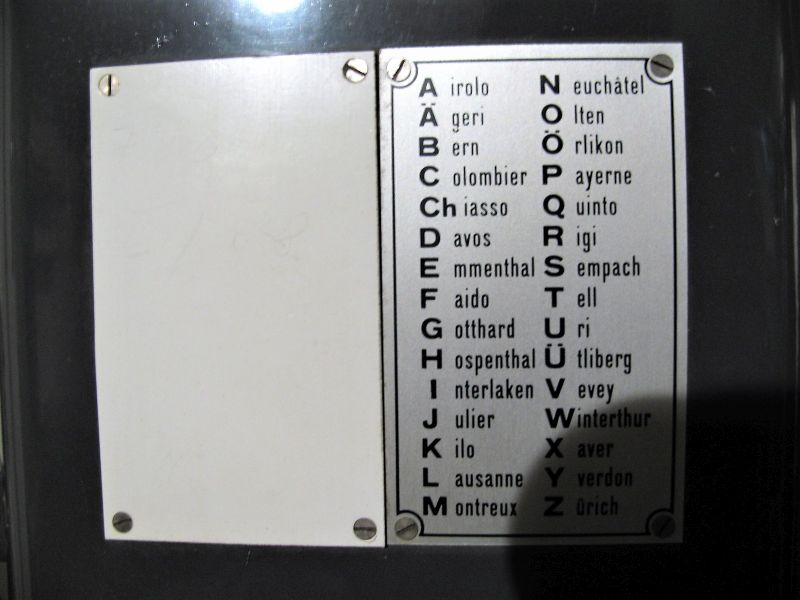 Airolo
Ägeri
Bern
Colombier
Chiasso
Davos
Emmenthal
Faido
Gotthard
Hospenthal
Interlaken
Julier
Kilo
Lausanne
Montreux
Neuchâtel
Olten
Örlikon
Payerne
Quinto
Rigi
Sempach
Tell
Uri
Ütliberg
Vevey
Winterthur
Xaver
Yverdon
Zürich